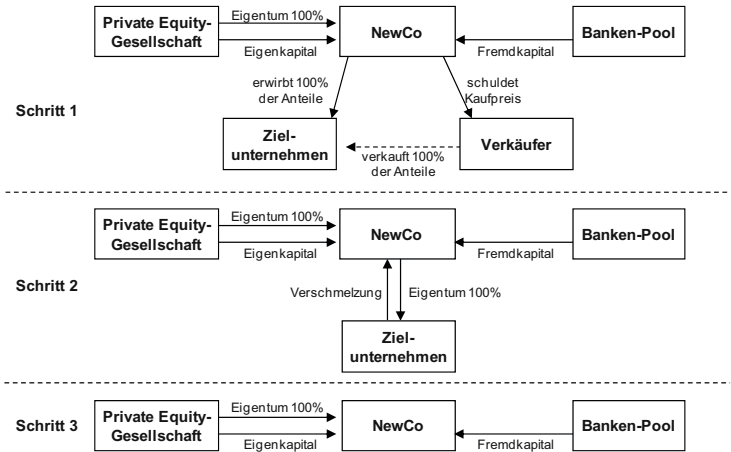 Private Equity-
Gesellschaft
Eigentum 100%
Eigenkapital
NewCo
Fremdkapital
Banken-Pool
erwirbt 100%
der Anteile
schuldet
Kaufpreis
Schritt 1
Ziel-
unternehmen
verkauft 100%
der Anteile
Verkäufer
Private Equity-
Gesellschaft
Eigentum 100%
Eigenkapital
NewCo
Fremdkapital
Banken-Pool
Schritt 2
Verschmelzung
Eigentum 100%
Ziel-
unternehmen
Schritt 3
Private Equity-
Gesellschaft
Eigentum 100%
Eigenkapital
NewCo
Fremdkapital
Banken-Pool